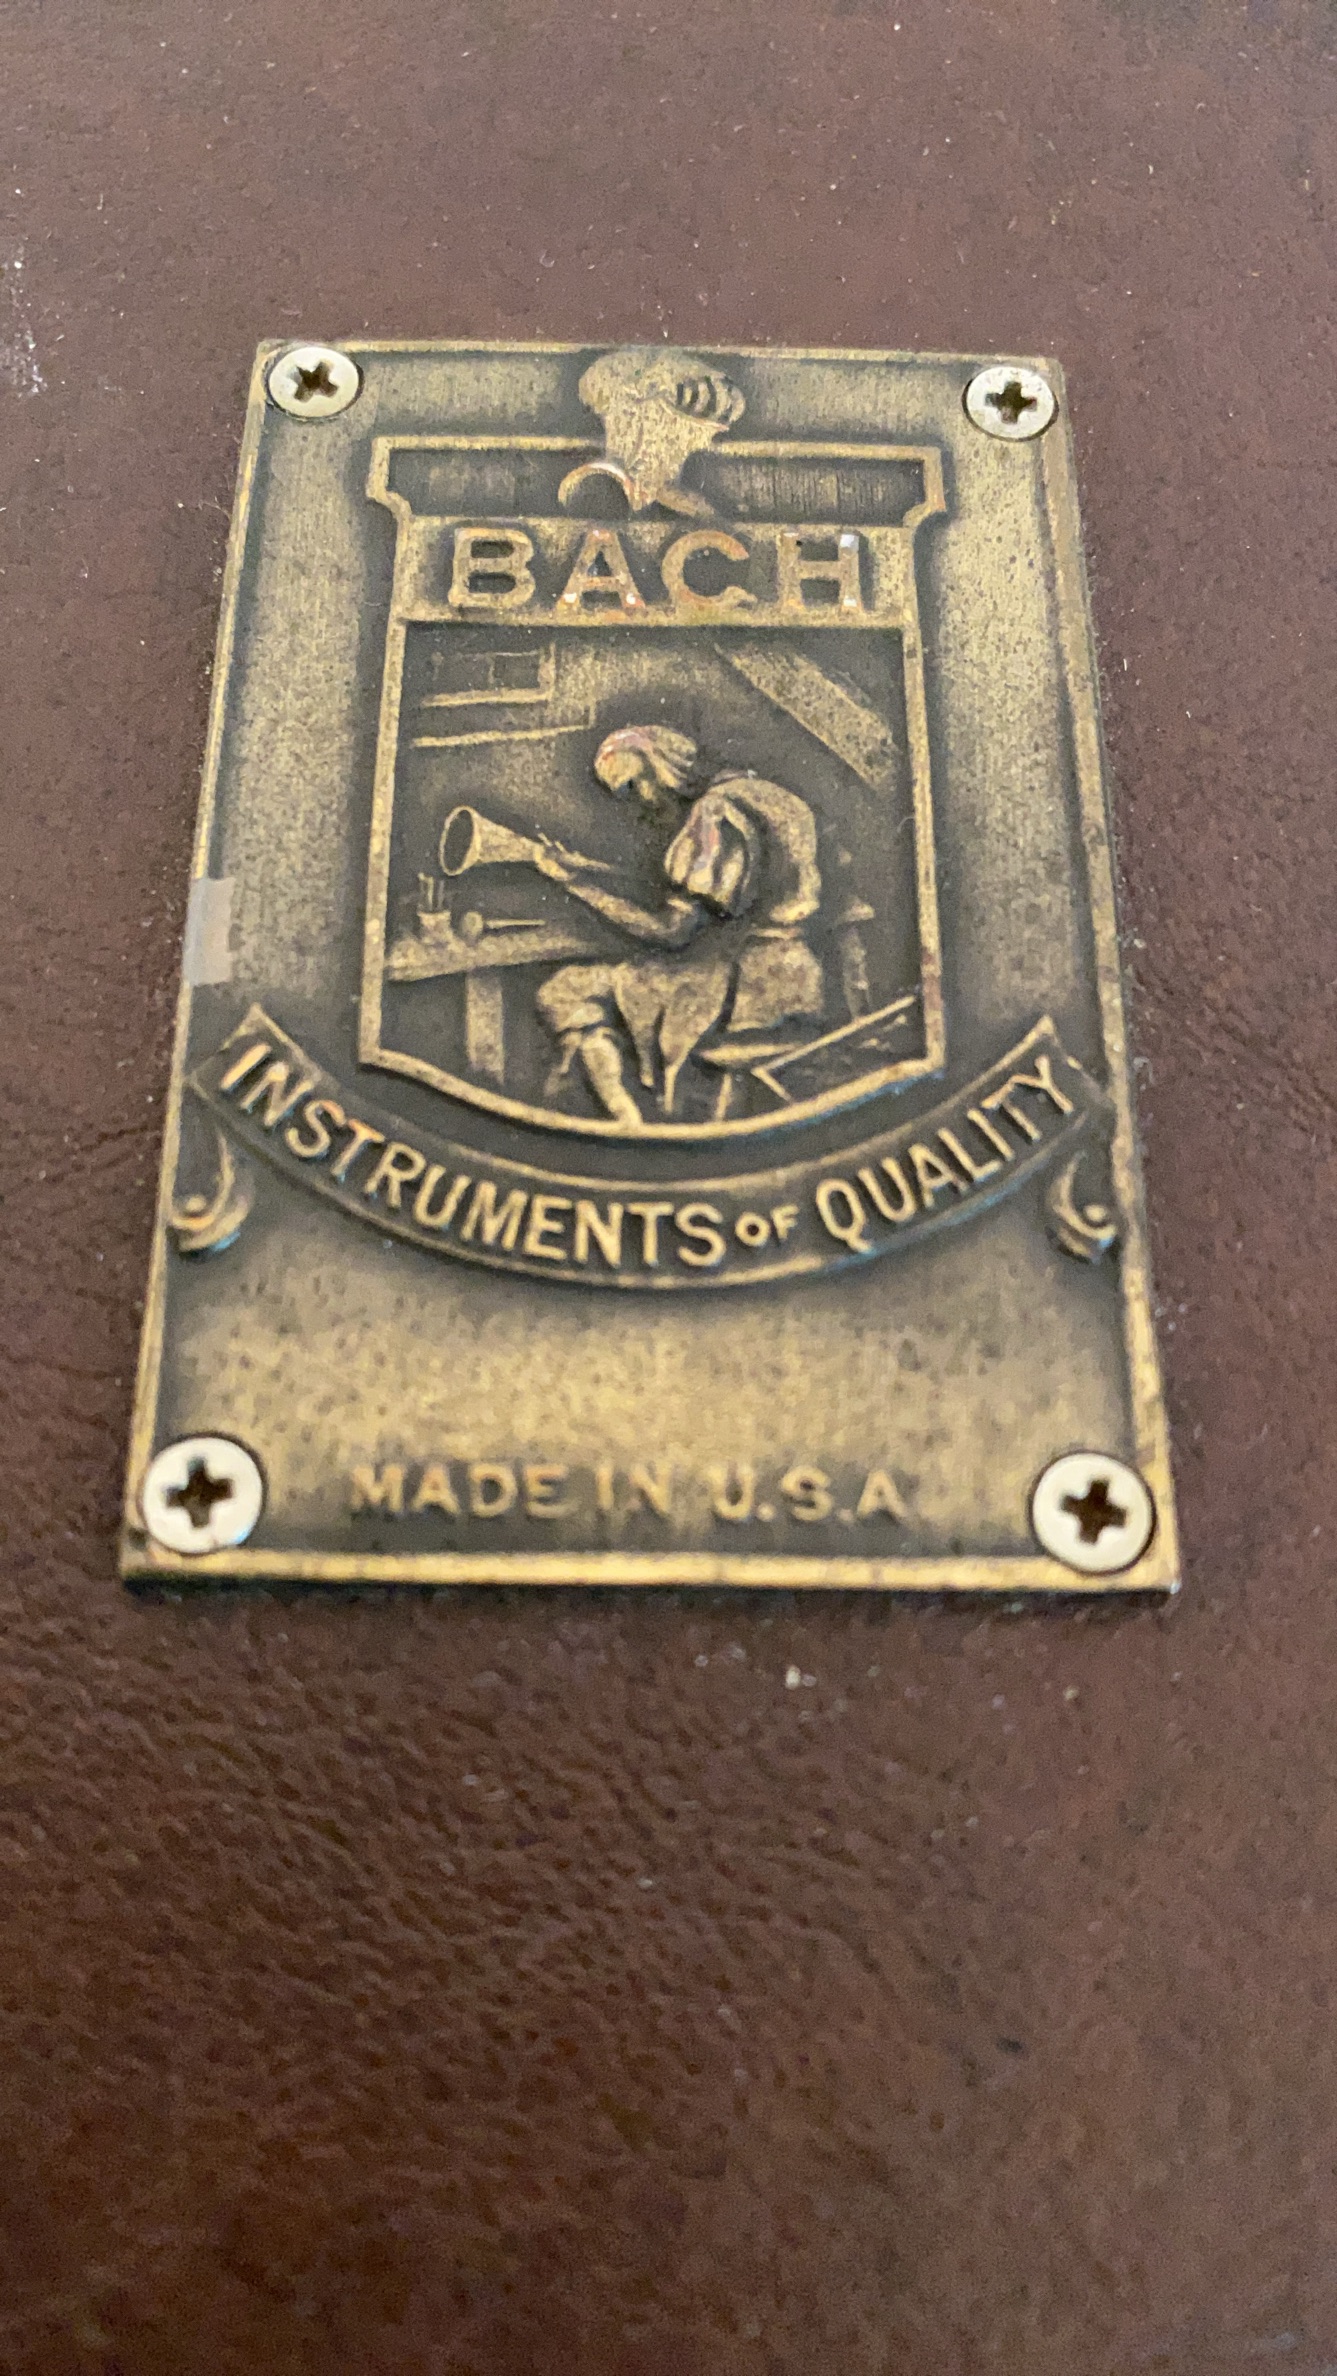 BACH
INSTRUMENTS OF QUALITY
MADE IN U.S.A